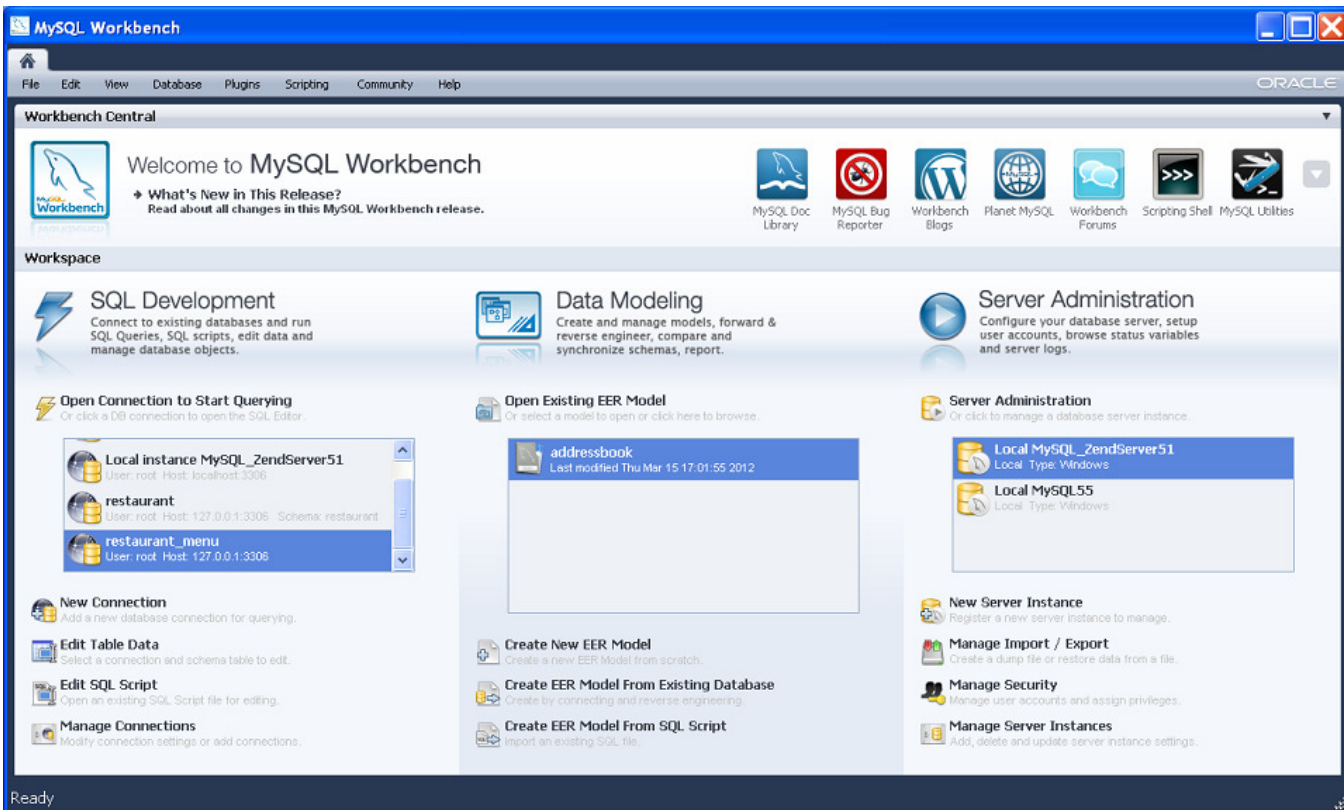 MySQL Workbench
File Edit View Database Plugins Scripting Community Help
ORACLE
Workbench Central
MySQL
Workbench
Welcome to MySQL Workbench
What's New in This Release?
Read about all changes in this MySQL Workbench release.
MySQL Doc
Library
MySQL Bug
Reporter
Workbench
Blogs
Planet MySQL
Workbench
Forums
>>>
Scripting Shell
MySQL Utilities
Workspace
SQL Development
Connect to existing databases and run
SQL Queries, SQL scripts, edit data and
manage database objects.
Open Connection to Start Querying
Or click a DB connection to open the SQL Editor.
Local instance MySQL_ZendServer51
User: root Host: localhost:3306
restaurant
User: root Host: 127.0.0.1:3306 Schema: restaurant
restaurant_menu
User: root Host: 127.0.0.1:3306
New Connection
Add a new database connection for querying.
Edit Table Data
Select a connection and schema table to edit.
Edit SQL Script
Open an existing SQL Script file for editing.
Manage Connections
Modify connection settings or add connections.
Data Modeling
Create and manage models, forward &
reverse engineer, compare and
synchronize schemas, report.
Open Existing EER Model
Or select a model to open or click here to browse.
addressbook
Last modified Thu Mar 15 17:01:55 2012
Create New EER Model
Create a new EER Model from scratch.
Create EER Model From Existing Database
Create by connecting and reverse engineering.
Create EER Model From SQL Script
Import an existing SQL file.
Server Administration
Configure your database server, setup
user accounts, browse status variables
and server logs.
Server Administration
Or click to manage a database server instance.
Local MySQL_ZendServer51
Local Type: Windows
Local MySQL55
Local Type: Windows
New Server Instance
Register a new server instance to manage.
Manage Import / Export
Create a dump file or restore data from a file.
Manage Security
Manage user accounts and assign privileges.
Manage Server Instances
Add, delete and update server instance settings.
Ready